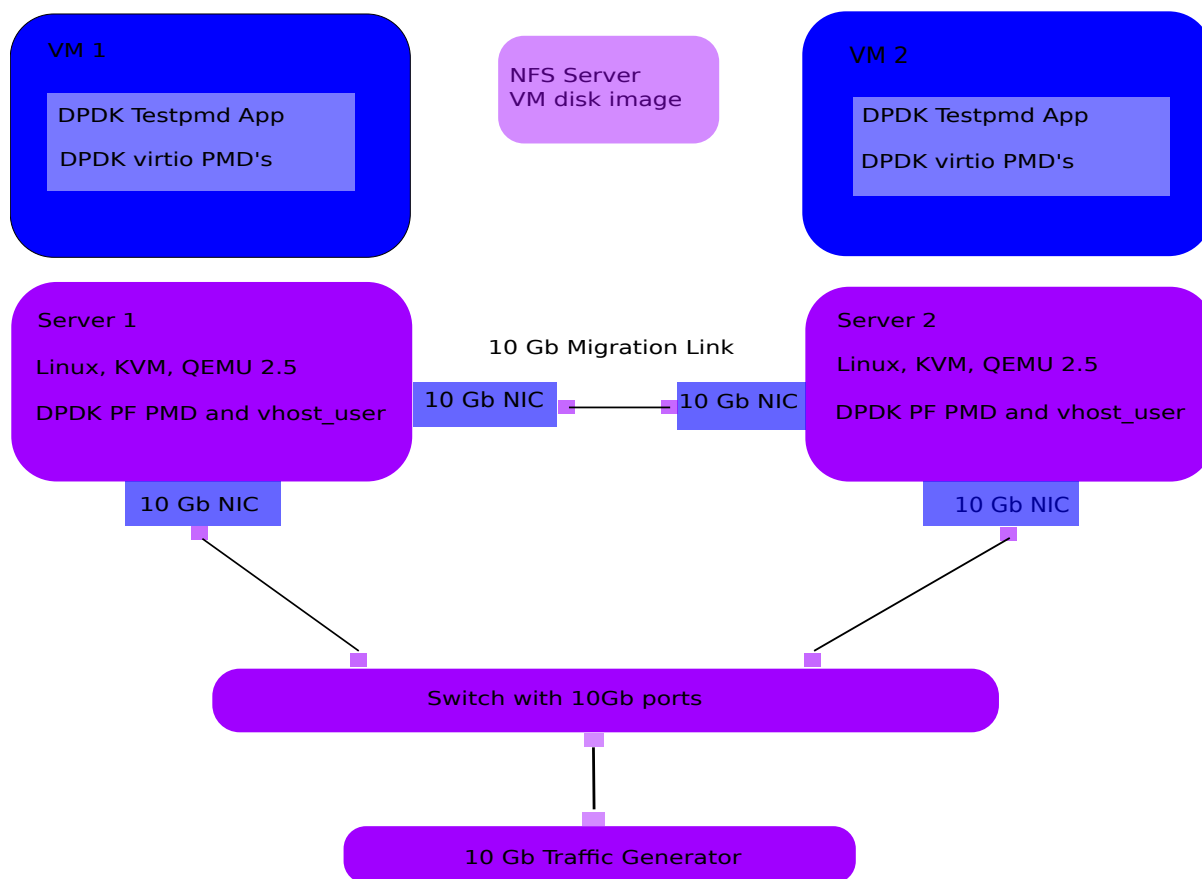 VM 1
DPDK Testpmd App
DPDK virtio PMD's
NFS Server
VM disk image
VM 2
DPDK Testpmd App
DPDK virtio PMD's
Server 1
Linux, KVM, QEMU 2.5
DPDK PF PMD and vhost_user
10 Gb Migration Link
10 Gb NIC
10 Gb NIC
Server 2
Linux, KVM, QEMU 2.5
DPDK PF PMD and vhost_user
10 Gb NIC
10 Gb NIC
Switch with 10Gb ports
10 Gb Traffic Generator